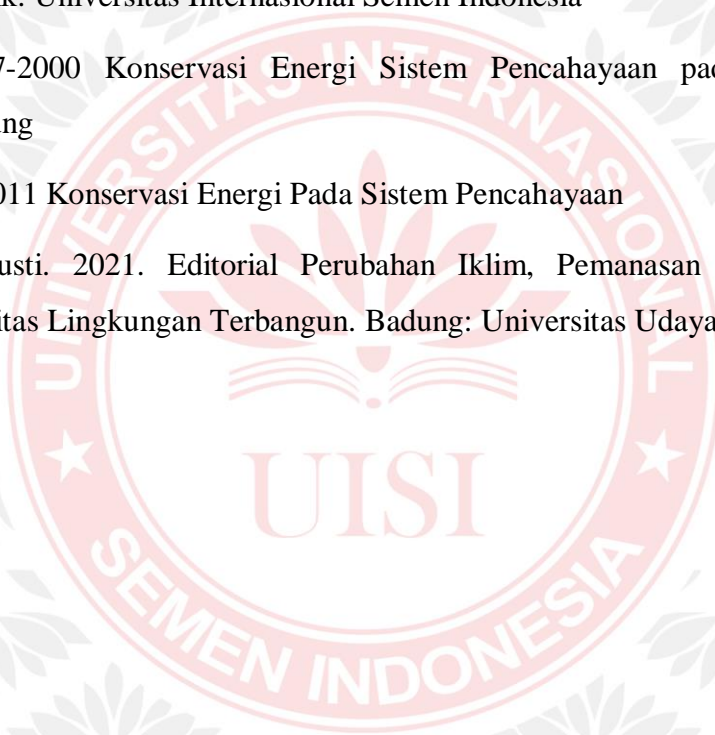 k: Universitas Internasional Semen Indonesia
7-2000 Konservasi Energi Sistem Pencahayaan pad
ung
011 Konservasi Energi Pada Sistem Pencahayaan
usti. 2021. Editorial Perubahan Iklim, Pemanasan
itas Lingkungan Terbangun. Badung: Universitas Udaya
UNIVERSITAS INTERNASIONAL
UISI
SEMEN INDONESIA